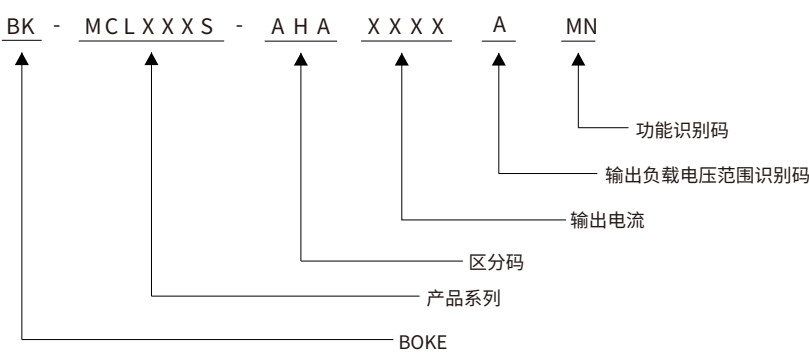 BK - MCLXXXS - AHA XXXX A MN
功能识别码
输出负载电压范围识别码
输出电流
区分码
产品系列
BOKE